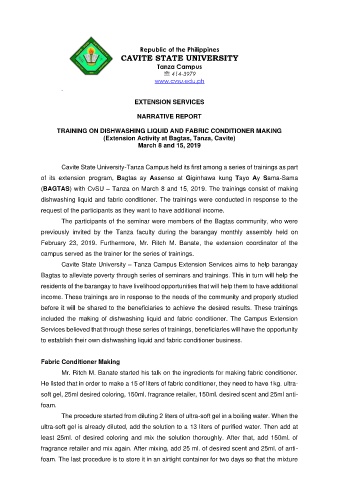 Republic of the Philippines
CAVITE STATE UNIVERSITY
Tanza Campus
☏ 414-3979
www.cvsu.edu.ph
EXTENSION SERVICES
NARRATIVE REPORT
TRAINING ON DISHWASHING LIQUID AND FABRIC CONDITIONER MAKING
(Extension Activity at Bagtas, Tanza, Cavite)
March 8 and 15, 2019
Cavite State University-Tanza Campus held its first among a series of trainings as part
of its extension program, Bagtas ay Assenso at Giginhawa kung Tayo Ay Sama-Sama
(BAGTAS) with CvSU – Tanza on March 8 and 15, 2019. The trainings consist of making
dishwashing liquid and fabric conditioner. The trainings were conducted in response to the
request of the participants as they want to have additional income.
The participants of the seminar were members of the Bagtas community, who were
previously invited by the Tanza faculty during the barangay monthly assembly held on
February 23, 2019. Furthermore, Mr. Ritch M. Banate, the extension coordinator of the
campus served as the trainer for the series of trainings.
Cavite State University – Tanza Campus Extension Services aims to help barangay
Bagtas to alleviate poverty through series of seminars and trainings. This in turn will help the
residents of the barangay to have livelihood opportunities that will help them to have additional
income. These trainings are in response to the needs of the community and properly studied
before it will be shared to the beneficiaries to achieve the desired results. These trainings
included the making of dishwashing liquid and fabric conditioner. The Campus Extension
Services believed that through these series of trainings, beneficiaries will have the opportunity
to establish their own dishwashing liquid and fabric conditioner business.
Fabric Conditioner Making
Mr. Ritch M. Banate started his talk on the ingredients for making fabric conditioner.
He listed that in order to make a 15 of liters of fabric conditioner, they need to have 1kg. ultra-
soft gel, 25ml desired coloring, 150ml. fragrant retailer, 150ml. desired scent and 25ml anti-
foam.
The procedure started from diluting 2 liters of ultra-soft gel in a boiling water. When the
ultra-soft gel is already diluted, add the solution to a 13 liters of purified water. Then add at
least 25ml. of desired coloring and mix the solution thoroughly. After that, add 150ml. of
fragrance retailer and mix again. After mixing, add 25 ml. of desired scent and 25ml. of anti-
foam. The last procedure is to store it in an airtight container for two days so that the mixture